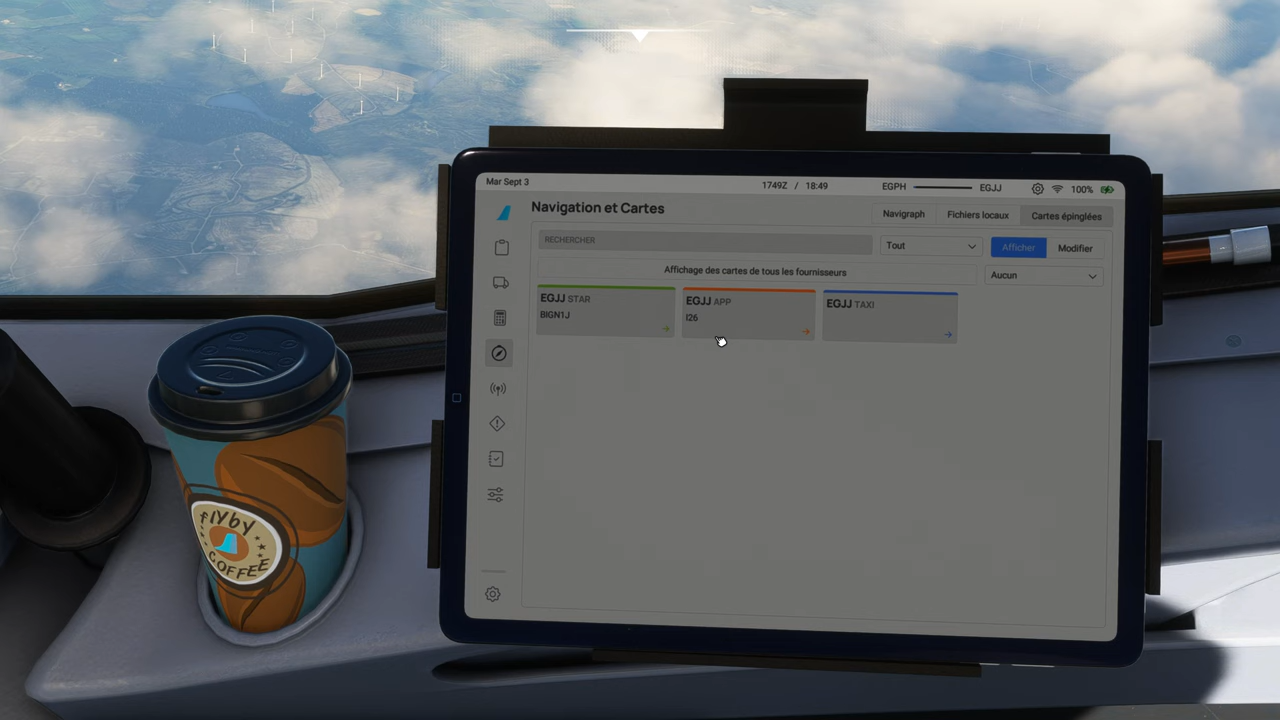 Mar Sept 3
1749Z / 18:49
EGPH
EGJJ
100%
Navigation et Cartes
Navigraph
Fichiers locaux
Cartes épinglées
RECHERCHER
Tout
Afficher
Modifier
Affichage des cartes de tous les fournisseurs
Aucun
EGJJ STAR
BIGN1J
EGJJ APP
I26
EGJJ TAXI
flyby
COFFEE